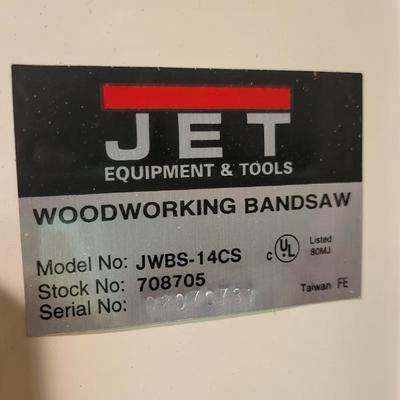 JET
EQUIPMENT & TOOLS
WOODWORKING BANDSAW
Model No: JWBS-14CS
Stock No: 708705
Serial No:
C UL Listed
80MJ
Taiwan FE